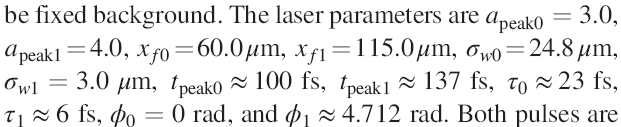 be fixed background. The laser parameters are a_peak0 = 3.0,
a_peak1 = 4.0, x_f0 = 60.0 μm, x_f1 = 115.0 μm, σ_w0 = 24.8 μm,
σ_w1 = 3.0 μm, t_peak0 ≈ 100 fs, t_peak1 ≈ 137 fs, τ_0 ≈ 23 fs,
τ_1 ≈ 6 fs, ϕ_0 = 0 rad, and ϕ_1 ≈ 4.712 rad. Both pulses are